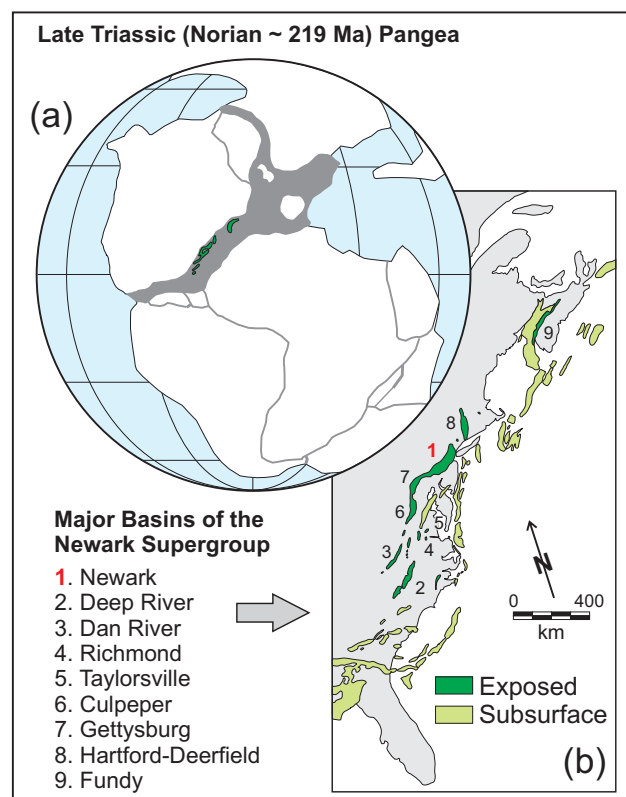 Late Triassic (Norian ~ 219 Ma) Pangea
(a)
Major Basins of the
Newark Supergroup
1. Newark
2. Deep River
3. Dan River
4. Richmond
5. Taylorsville
6. Culpeper
7. Gettysburg
8. Hartford-Deerfield
9. Fundy
9
8
1
7
6
5
3
4
2
N
0 400
km
Exposed
Subsurface
(b)